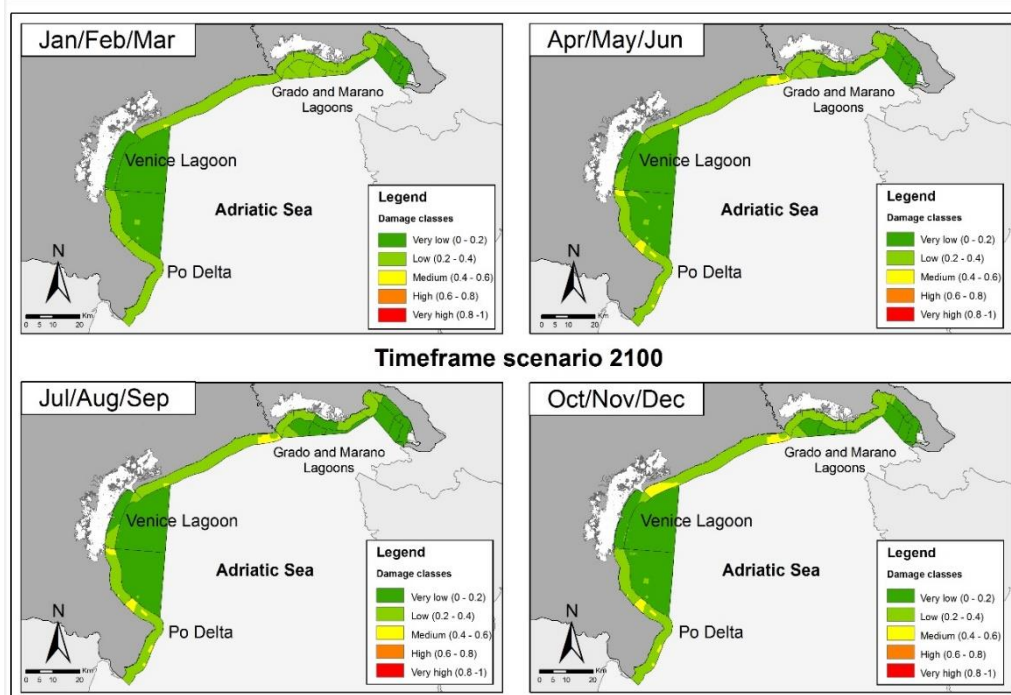 Jan/Feb/Mar
Grado and Marano
Lagoons
Venice Lagoon
Adriatic Sea
Po Delta
N
0 5 10 20 Km
Legend
Damage classes
Very low (0 - 0.2)
Low (0.2 - 0.4)
Medium (0.4 - 0.6)
High (0.6 - 0.8)
Very high (0.8 -1)
Apr/May/Jun
Grado and Marano
Lagoons
Venice Lagoon
Adriatic Sea
Po Delta
N
0 5 10 20 Km
Legend
Damage classes
Very low (0 - 0.2)
Low (0.2 - 0.4)
Medium (0.4 - 0.6)
High (0.6 - 0.8)
Very high (0.8 -1)
Timeframe scenario 2100
Jul/Aug/Sep
Grado and Marano
Lagoons
Venice Lagoon
Adriatic Sea
Po Delta
N
0 5 10 20 Km
Legend
Damage classes
Very low (0 - 0.2)
Low (0.2 - 0.4)
Medium (0.4 - 0.6)
High (0.6 - 0.8)
Very high (0.8 -1)
Oct/Nov/Dec
Grado and Marano
Lagoons
Venice Lagoon
Adriatic Sea
Po Delta
N
0 5 10 20 Km
Legend
Damage classes
Very low (0 - 0.2)
Low (0.2 - 0.4)
Medium (0.4 - 0.6)
High (0.6 - 0.8)
Very high (0.8 -1)